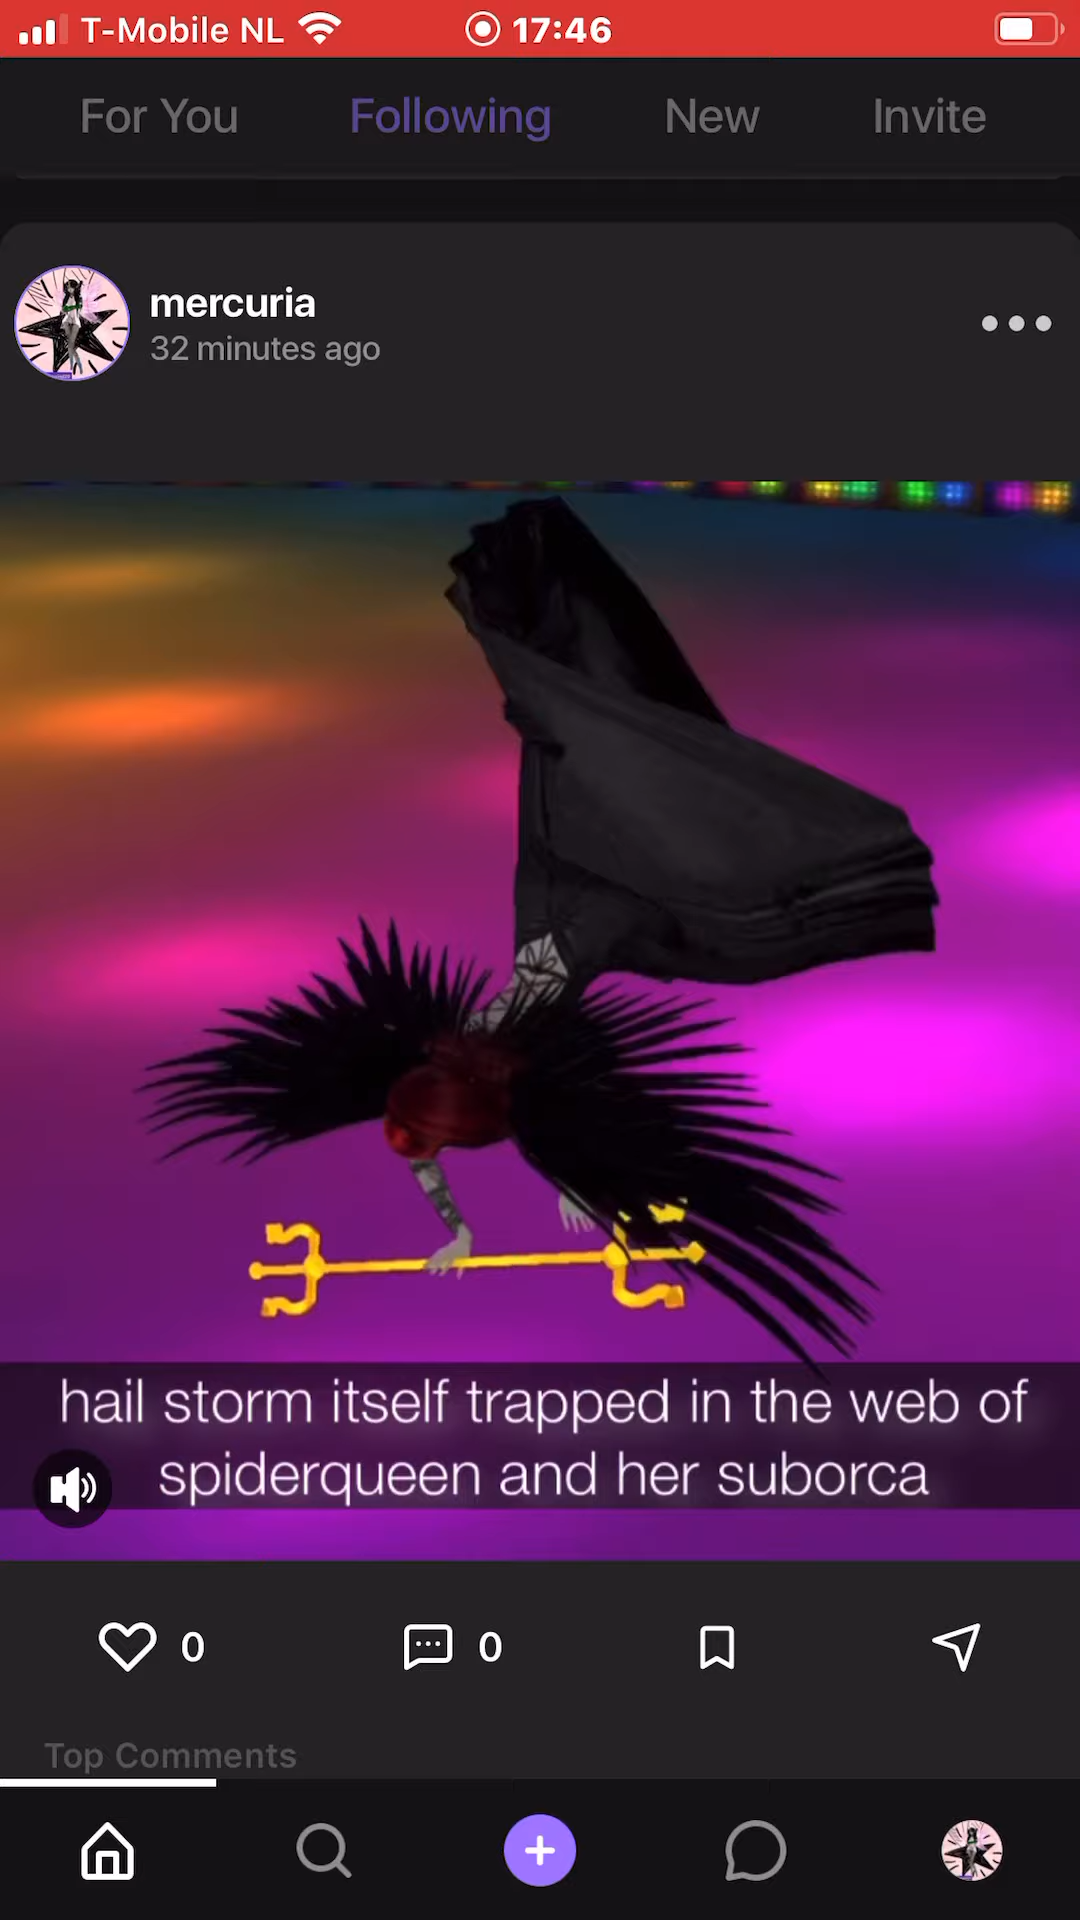 T-Mobile NL 17:46
For You Following New Invite
mercuria
32 minutes ago
hail storm itself trapped in the web of
spiderqueen and her suborca
0 0
Top Comments